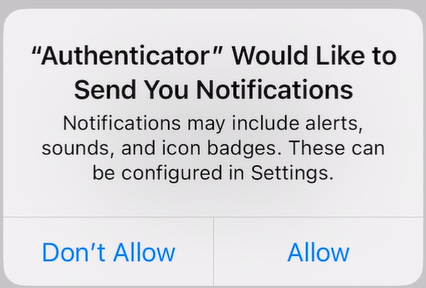 “Authenticator” Would Like to
Send You Notifications
Notifications may include alerts,
sounds, and icon badges. These can
be configured in Settings.
Don’t Allow
Allow